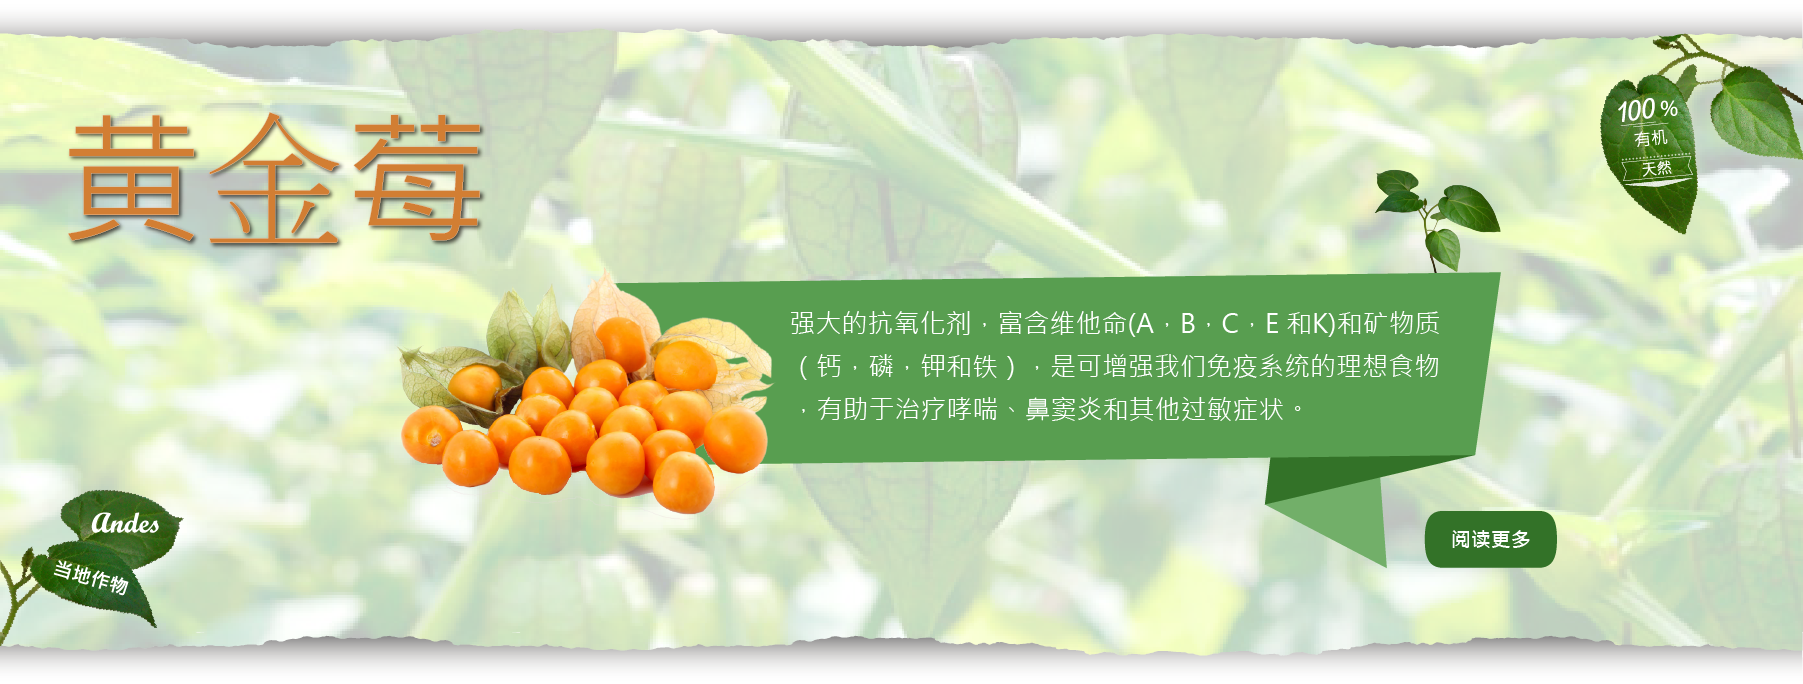 黄金莓
100 %
有机
天然
强大的抗氧化剂，富含维他命(A，B，C，E 和K)和矿物质
（钙，磷，钾和铁），是可增强我们免疫系统的理想食物
，有助于治疗哮喘、鼻窦炎和其他过敏症状。
Andes
当地作物
阅读更多